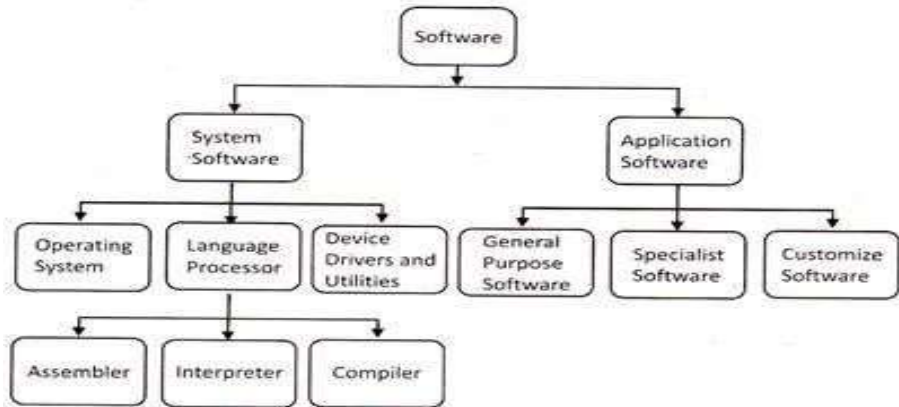 Software
System
Software
Application
Software
Operating
System
Language
Processor
Device
Drivers and
Utilities
General
Purpose
Software
Specialist
Software
Customize
Software
Assembler
Interpreter
Compiler